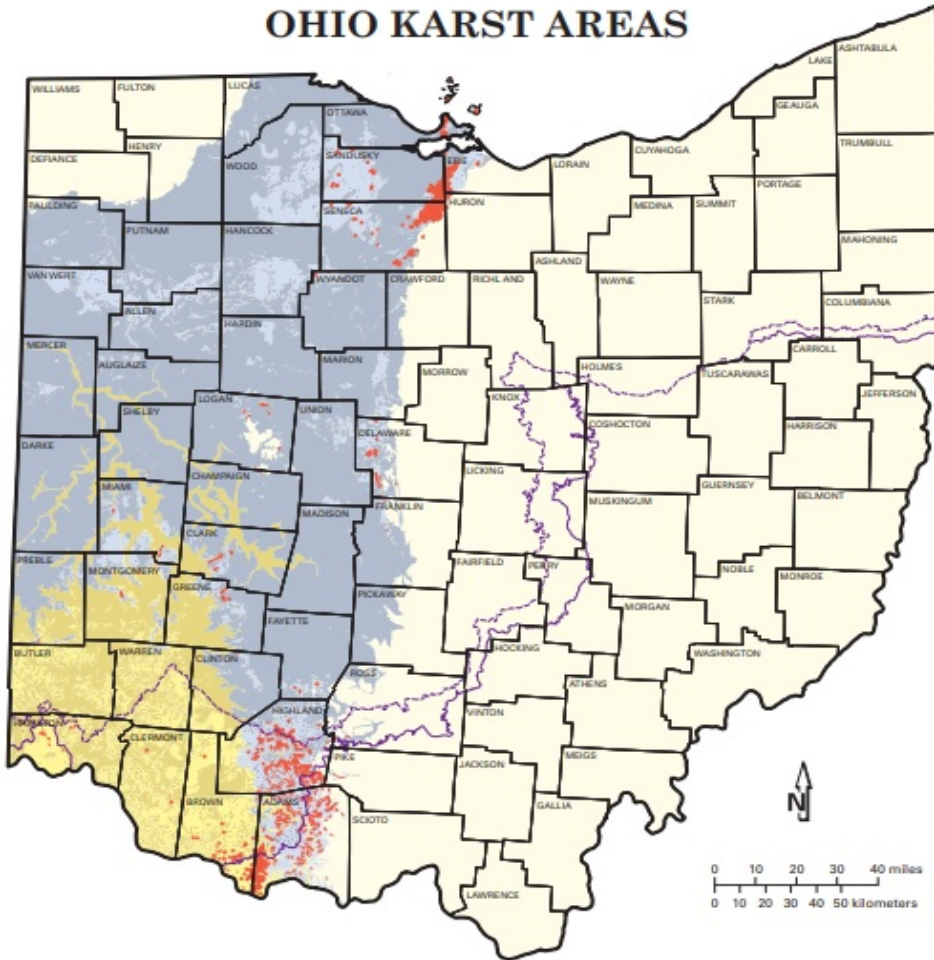 OHIO KARST AREAS
ASHTABULA
LAKE
WILLIAMS
FULTON
LUCAS
GEAUGA
OTTAWA
CUYAHOGA
TRUMBULL
HENRY
DEFIANCE
WOOD
SANDUSKY
ERIE
LORAIN
PORTAGE
MEDINA
SUMMIT
PAULDING
SENECA
HURON
PUTNAM
HANCOCK
MAHONING
ASHLAND
VAN WERT
WYANDOT
CRAWFORD
RICHLAND
WAYNE
STARK
COLUMBIANA
ALLEN
HARDIN
MERCER
CARROLL
AUGLAIZE
MARION
MORROW
HOLMES
TUSCARAWAS
JEFFERSON
SHELBY
LOGAN
UNION
KNOX
COSHOCTON
HARRISON
DELAWARE
DARKE
CHAMPAIGN
LICKING
GUERNSEY
MIAMI
BELMONT
MUSKINGUM
MADISON
FRANKLIN
CLARK
PREBLE
MONTGOMERY
FAIRFIELD
PERRY
NOBLE
MONROE
GREENE
PICKAWAY
MORGAN
FAYETTE
HOCKING
WASHINGTON
BUTLER
WARREN
CLINTON
ROSS
ATHENS
HIGHLAND
VINTON
HAMILTON
CLERMONT
PIKE
MEIGS
JACKSON
BROWN
ADAMS
GALLIA
SCIOTO
LAWRENCE
N
0 10 20 30 40 miles
0 10 20 30 40 50 kilometers